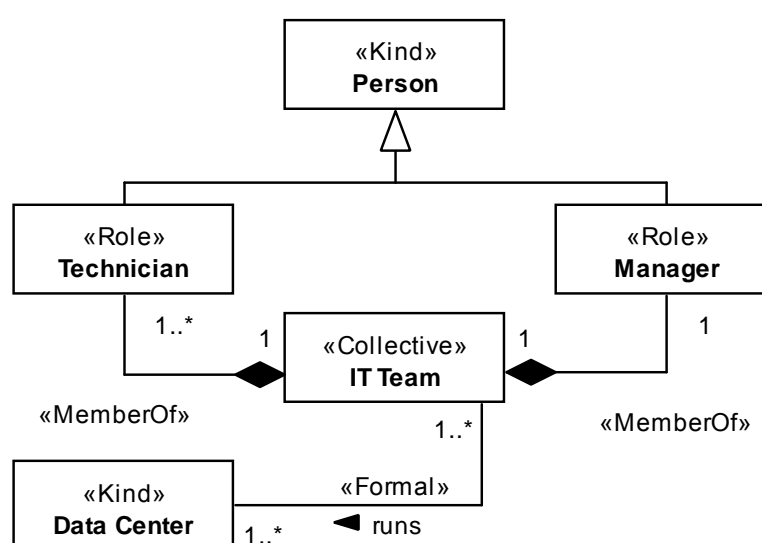 «Kind»
Person
«Role»
Technician
«Role»
Manager
1..*
1
«Collective»
IT Team
1
1
«MemberOf»
1..*
«MemberOf»
«Kind»
Data Center
«Formal»
1..*
runs